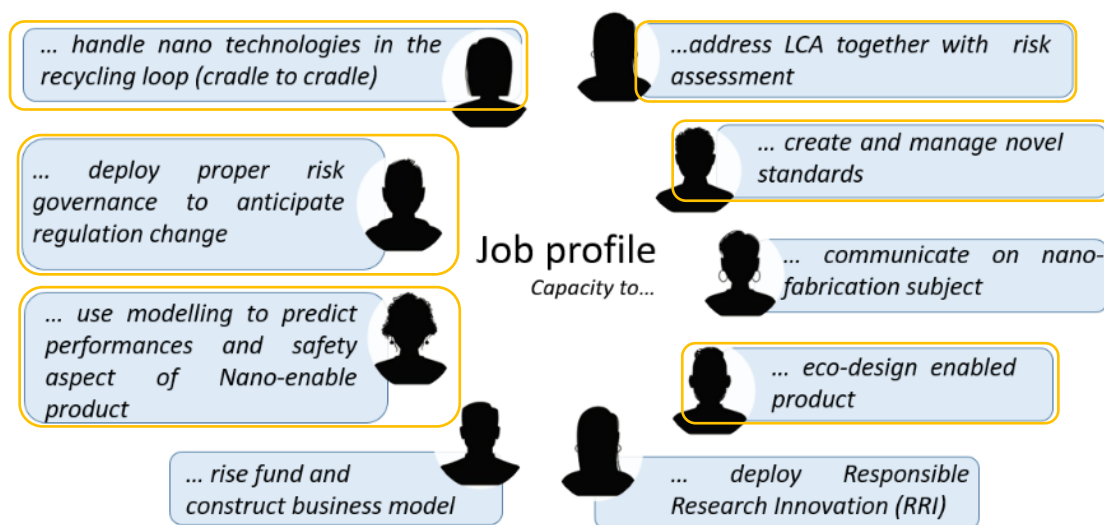 ... handle nano technologies in the
recycling loop (cradle to cradle)
... deploy proper risk
governance to anticipate
regulation change
... use modelling to predict
performances and safety
aspect of Nano-enable
product
... rise fund and
construct business model
Job profile
Capacity to...
...address LCA together with risk
assessment
... create and manage novel
standards
... communicate on nano-
fabrication subject
... eco-design enabled
product
... deploy Responsible
Research Innovation (RRI)